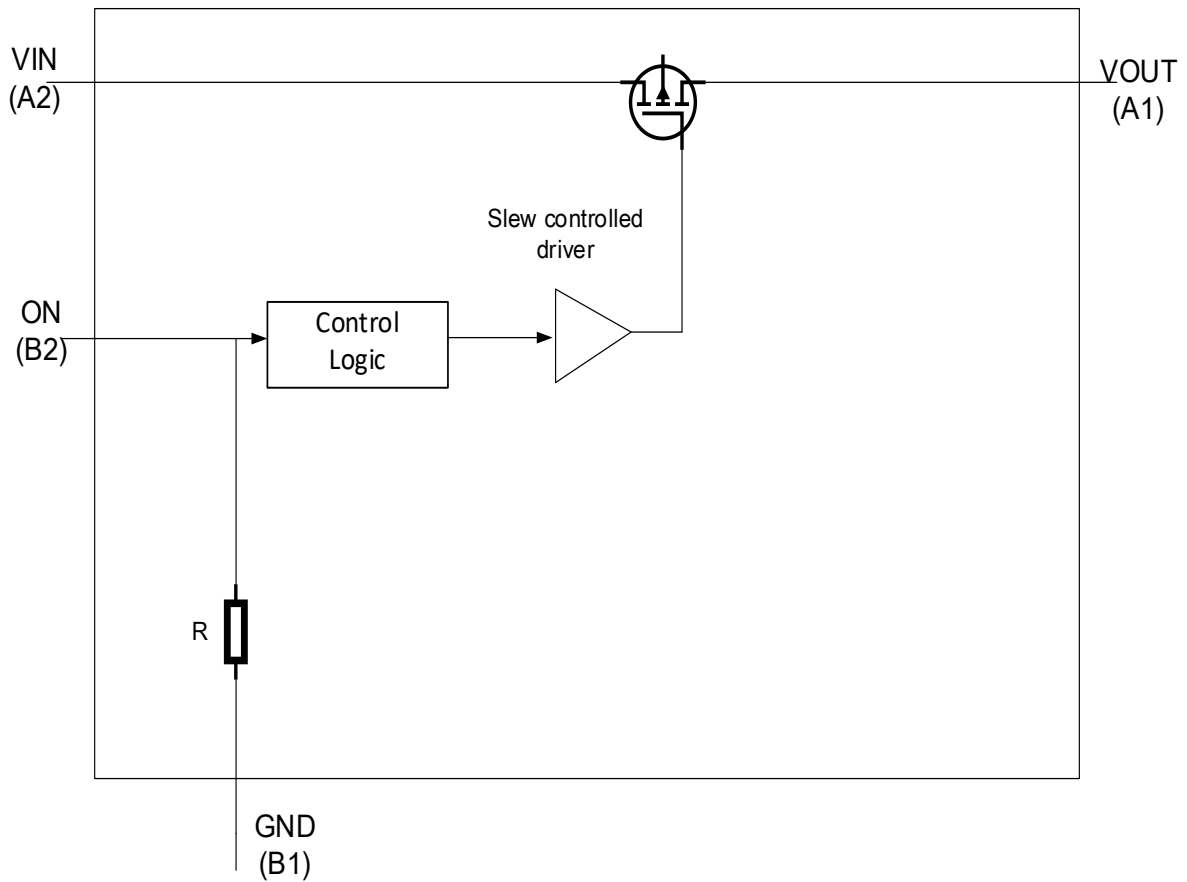 VIN
(A2)
VOUT
(A1)
Slew controlled
driver
ON
(B2)
Control
Logic
R
GND
(B1)